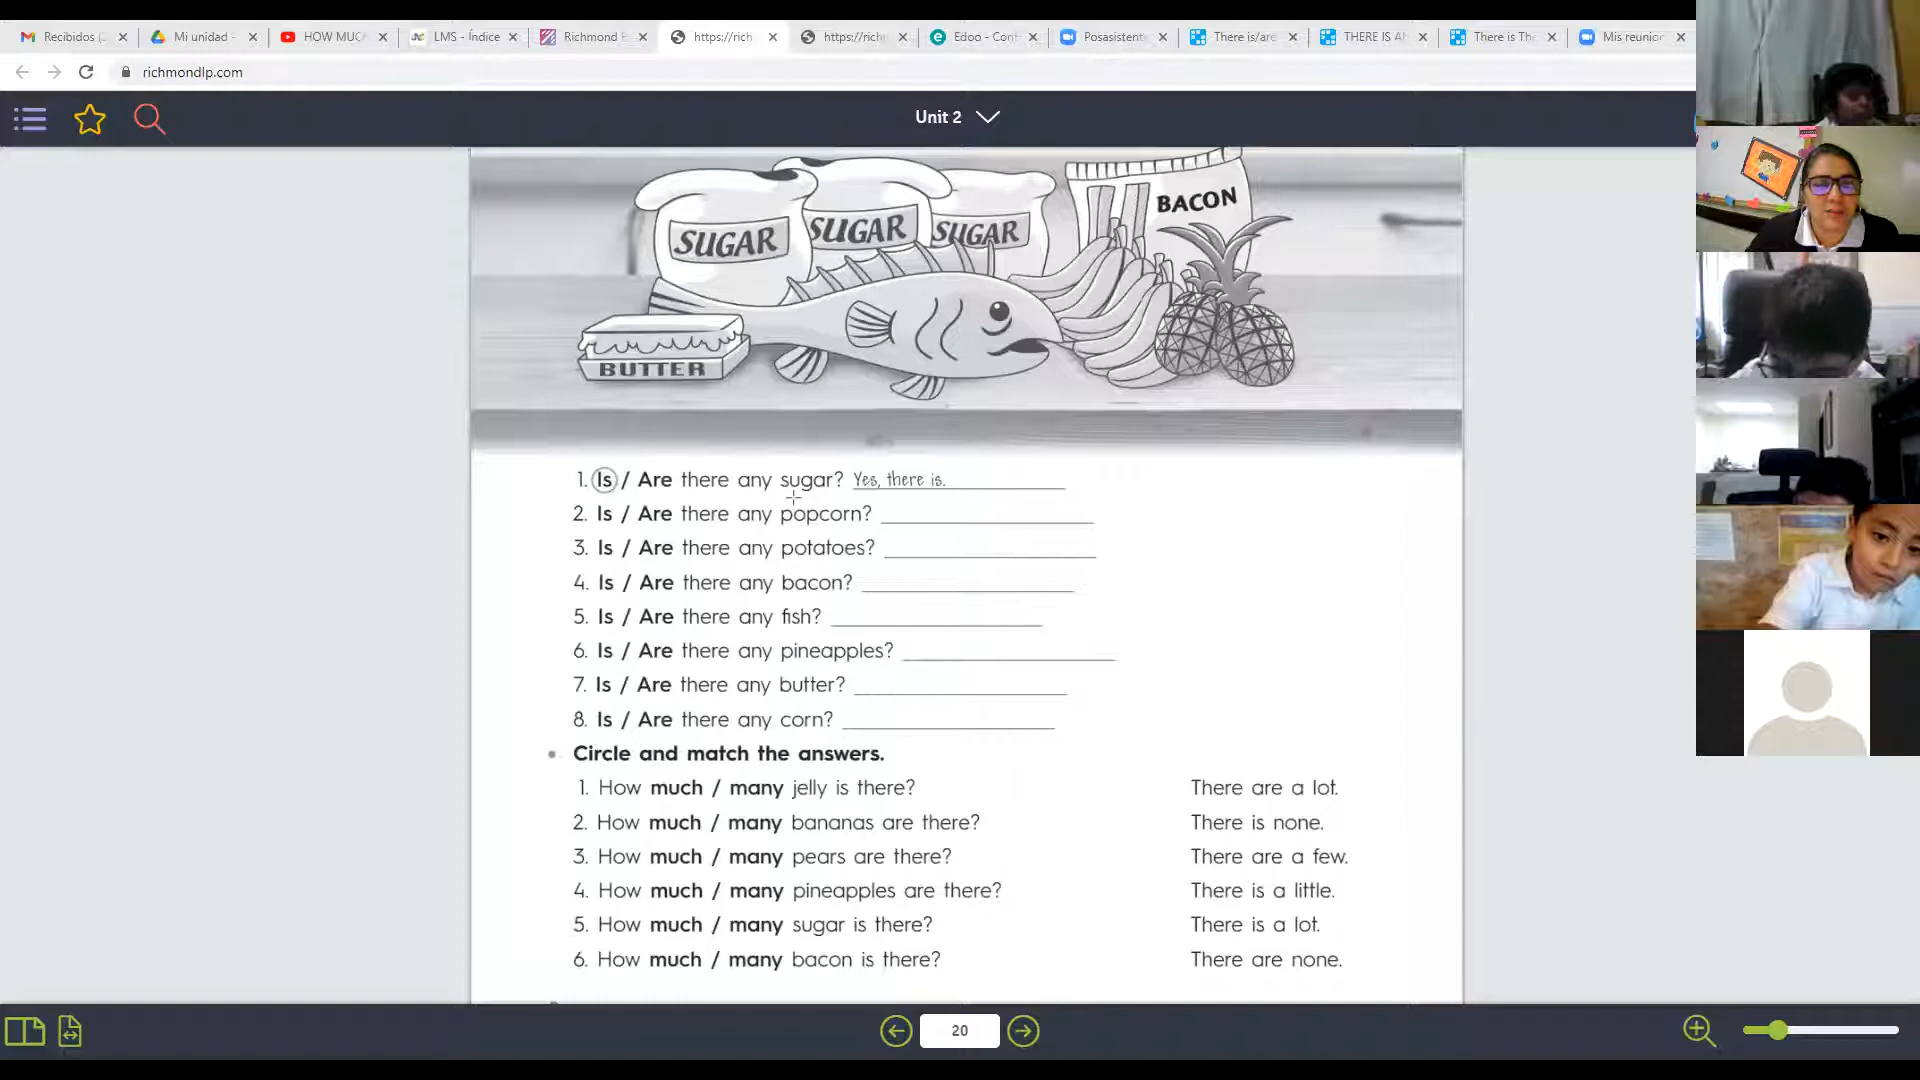 Recibidos (
Mi unidad -
HOW MUCH
LMS - Índice
Richmond E
https://rich
https://rich
Edoo - Cont
Posasistente
There is/are
THERE IS A
There is The
Mis reunion
richmondlp.com
Unit 2
SUGAR
SUGAR
SUGAR
BACON
BUTTER
1. Is / Are there any sugar? Yes, there is.
2. Is / Are there any popcorn?
3. Is / Are there any potatoes?
4. Is / Are there any bacon?
5. Is / Are there any fish?
6. Is / Are there any pineapples?
7. Is / Are there any butter?
8. Is / Are there any corn?
• Circle and match the answers.
1. How much / many jelly is there? There are a lot.
2. How much / many bananas are there? There is none.
3. How much / many pears are there? There are a few.
4. How much / many pineapples are there? There is a little.
5. How much / many sugar is there? There is a lot.
6. How much / many bacon is there? There are none.
20